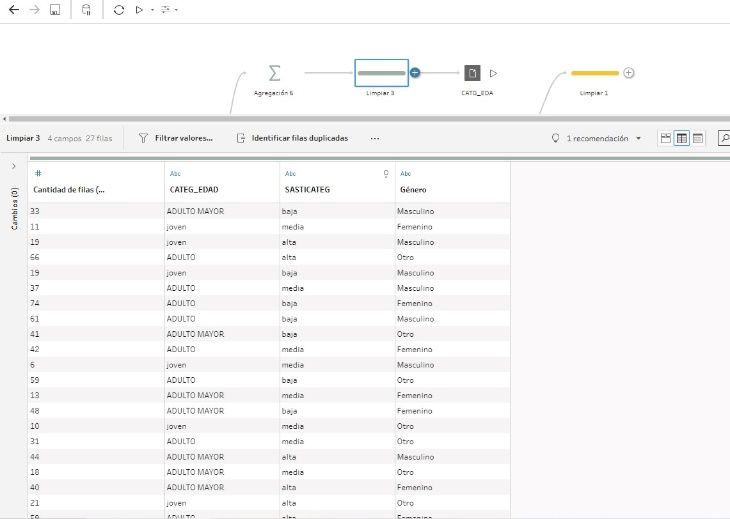 Agregación 6
Limpiar 3
CATG_EDA
Limpiar 1
Limpiar 3 4 campos 27 filas Filtrar valores... Identificar filas duplicadas ... 1 recomendación
Cambios (0)
# Abc Abc Abc
Cantidad de filas (... CATEG_EDAD SASTICATEG Género
33 ADULTO MAYOR baja Masculino
11 joven media Femenino
19 joven alta Masculino
66 ADULTO alta Otro
19 joven baja Masculino
37 ADULTO media Masculino
74 ADULTO baja Femenino
61 ADULTO baja Masculino
41 ADULTO MAYOR baja Otro
42 ADULTO media Femenino
6 joven media Masculino
59 ADULTO baja Otro
13 ADULTO MAYOR media Femenino
48 ADULTO MAYOR baja Femenino
10 joven media Otro
31 ADULTO media Otro
44 ADULTO MAYOR alta Masculino
18 ADULTO MAYOR media Otro
40 ADULTO MAYOR alta Femenino
21 joven alta Otro
59 ADULTO alta Femenino